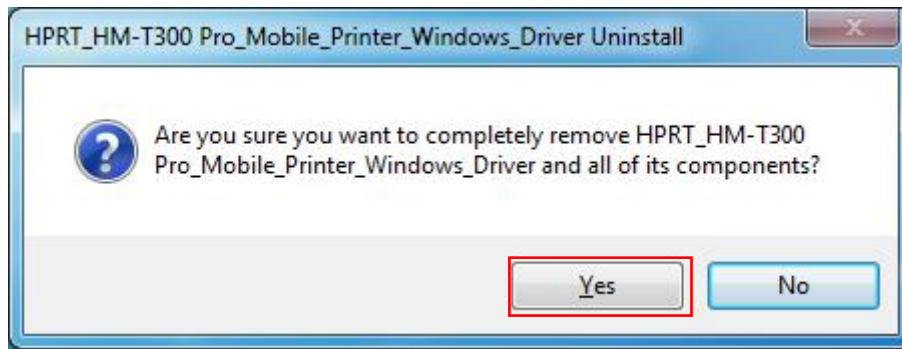 HPRT_HM-T300 Pro_Mobile_Printer_Windows_Driver Uninstall
Are you sure you want to completely remove HPRT_HM-T300
Pro_Mobile_Printer_Windows_Driver and all of its components?
Yes No